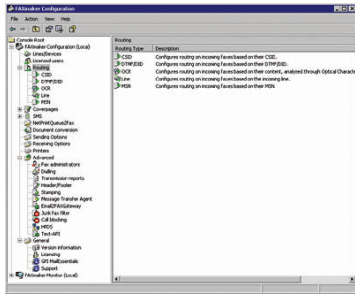 FAXmaker Configuration
File Action View Help
Console Root
FAXmaker Configuration (Local)
Lines/Devices
Licensed users
Routing
CSID
DTMF/DID
OCR
Line
MSN
Coverpages
SMS
NetPrintQueue2Fax
Document conversion
Sending Options
Receiving Options
Printers
Advanced
Fax administrators
Dialling
Transmission reports
Header/Footer
Stamping
Message Transfer Agent
Email2FAXGateway
Junk fax filter
Call blocking
HPDS
Text-API
General
Version information
Licensing
GFI MailEssentials
Support
FAXmaker Monitor (Local)
Routing
Routing Type Description
CSID Configures routing on incoming faxes based on their CSID.
DTMF/DID Configures routing on incoming faxes based on their DTMF/DID.
OCR Configures routing on incoming faxes based on their content, analyzed through Optical Charact
Line Configures routing on incoming faxes based on the incoming line.
MSN Configures routing on incoming faxes based on their MSN